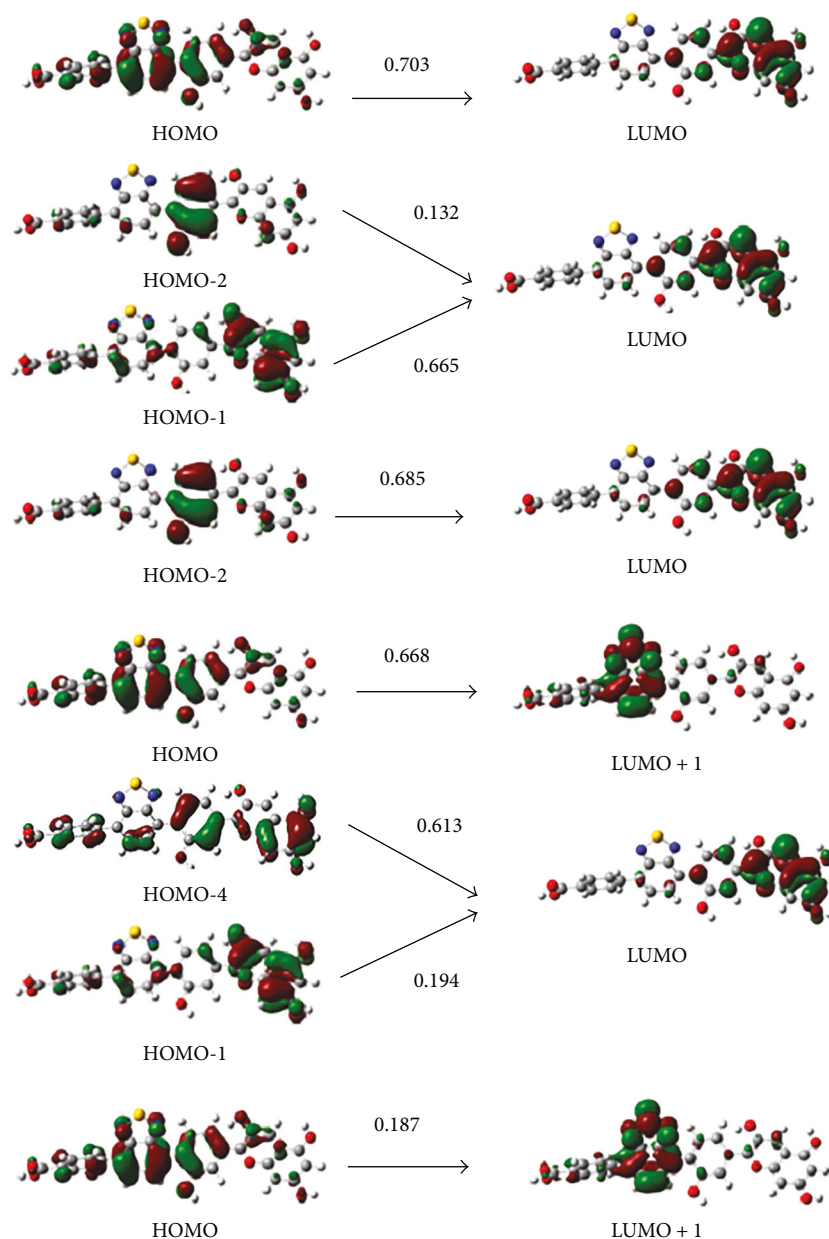 0.703
HOMO
LUMO
0.132
HOMO-2
LUMO
0.665
HOMO-1
0.685
HOMO-2
LUMO
0.668
HOMO
LUMO + 1
0.613
HOMO-4
LUMO
0.194
HOMO-1
0.187
HOMO
LUMO + 1